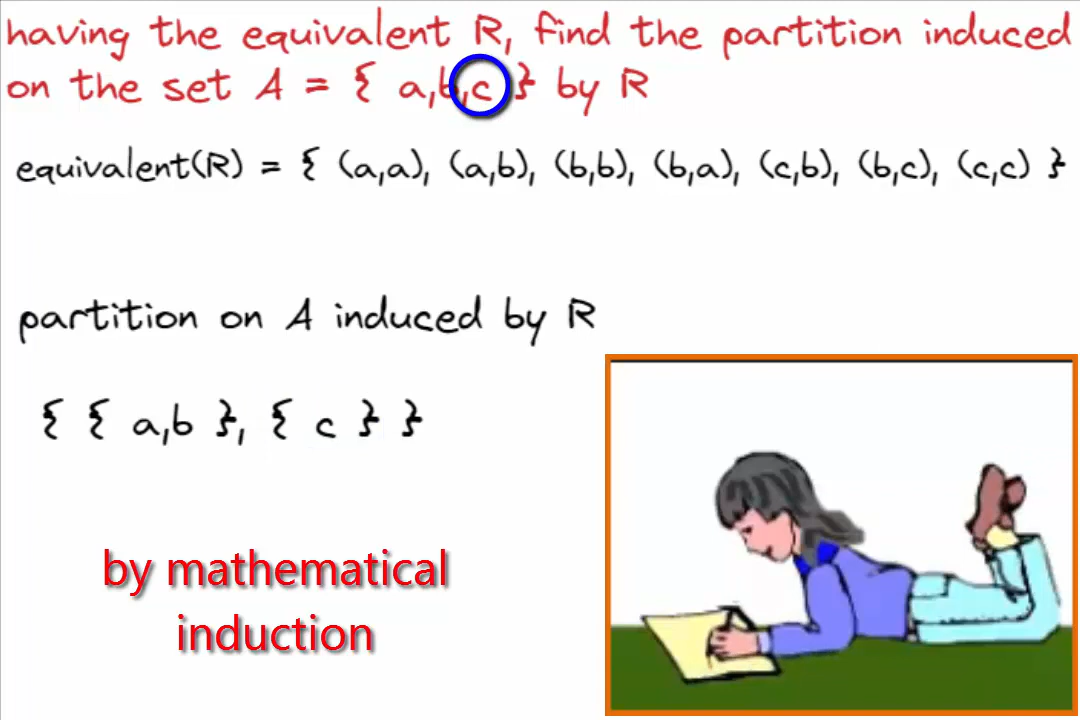 having the equivalent R, find the partition induced
on the set A = { a,b,c } by R
equivalent(R) = { (a,a), (a,b), (b,b), (b,a), (c,b), (b,c), (c,c) }
partition on A induced by R
{ { a,b }, { c } }
by mathematical
induction